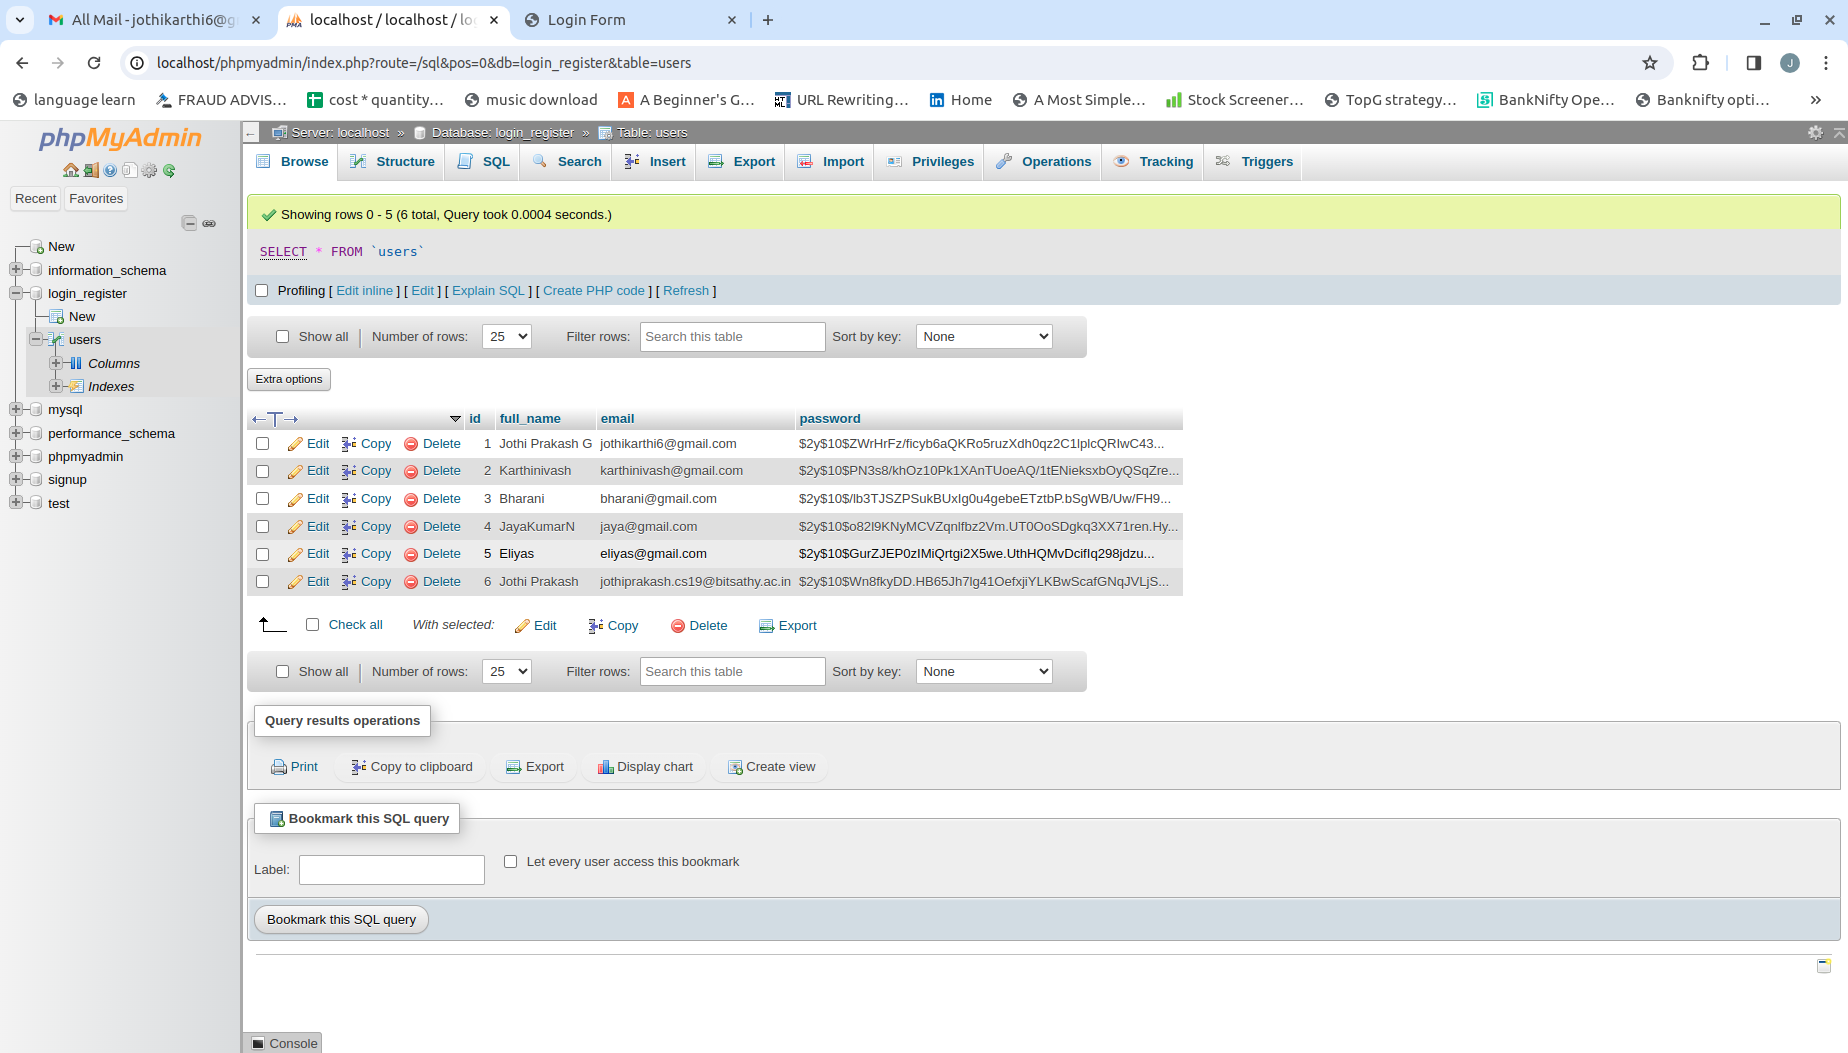 All Mail - jothikarthi6@g
localhost / localhost / log
Login Form
localhost/phpmyadmin/index.php?route=/sql&pos=0&db=login_register&table=users
J
language learn
FRAUD ADVIS...
cost * quantity...
music download
A Beginner's G...
URL Rewriting...
Home
A Most Simple...
Stock Screener...
TopG strategy...
BankNifty Ope...
Banknifty opti...
phpMyAdmin
Recent
Favorites
New
information_schema
login_register
New
users
Columns
Indexes
mysql
performance_schema
phpmyadmin
signup
test
Server: localhost » Database: login_register » Table: users
Browse
Structure
SQL
Search
Insert
Export
Import
Privileges
Operations
Tracking
Triggers
Showing rows 0 - 5 (6 total, Query took 0.0004 seconds.)
SELECT * FROM `users`
Profiling [ Edit inline ] [ Edit ] [ Explain SQL ] [ Create PHP code ] [ Refresh ]
Show all | Number of rows: 25 Filter rows: Search this table Sort by key: None
Extra options
id full_name email password
Edit Copy Delete 1 Jothi Prakash G jothikarthi6@gmail.com $2y$10$ZWrHrFz/ficyb6aQKRo5ruzXdh0qz2C1lplcQRIwC43...
Edit Copy Delete 2 Karthinivash karthinivash@gmail.com $2y$10$PN3s8/khOz10Pk1XAnTUoeAQ/1tENieksxbOyQSqZre...
Edit Copy Delete 3 Bharani bharani@gmail.com $2y$10$/lb3TJSZPSukBUxIg0u4gebeETztbP.bSgWB/Uw/FH9...
Edit Copy Delete 4 JayaKumarN jaya@gmail.com $2y$10$o82I9KNyMCVZqnlfbz2Vm.UT0OoSDgkq3XX71ren.Hy...
Edit Copy Delete 5 Eliyas eliyas@gmail.com $2y$10$GurZJEP0zIMiQrtgi2X5we.UthHQMvDcifIq298jdzu...
Edit Copy Delete 6 Jothi Prakash jothiprakash.cs19@bitsathy.ac.in $2y$10$Wn8fkyDD.HB65Jh7lg41OefxjiYLKBwScafGNqJVLjS...
Check all With selected: Edit Copy Delete Export
Show all | Number of rows: 25 Filter rows: Search this table Sort by key: None
Query results operations
Print
Copy to clipboard
Export
Display chart
Create view
Bookmark this SQL query
Label:
Let every user access this bookmark
Bookmark this SQL query
Console